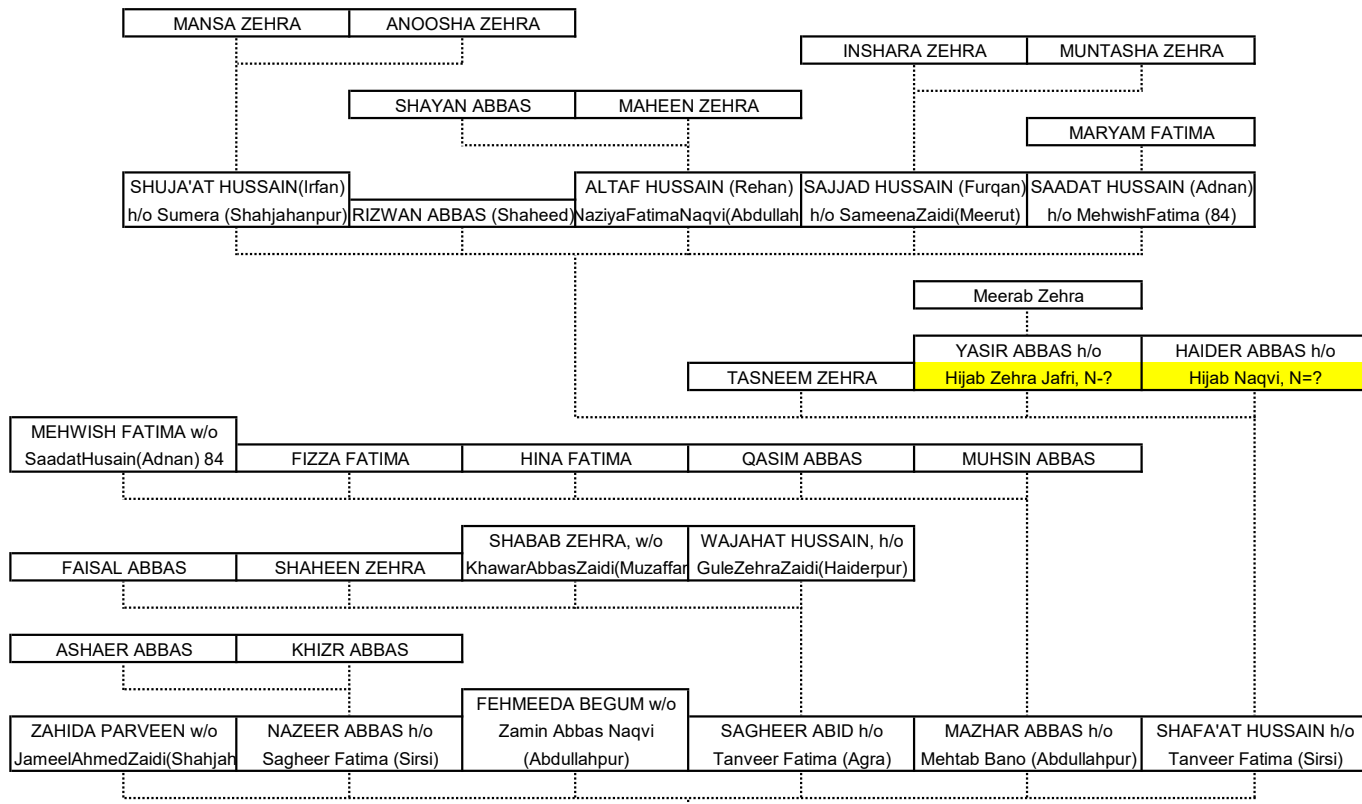 MANSA ZEHRA
ANOOSHA ZEHRA
INSHARA ZEHRA
MUNTASHA ZEHRA
SHAYAN ABBAS
MAHEEN ZEHRA
MARYAM FATIMA
SHUJA'AT HUSSAIN(Irfan)
h/o Sumera (Shahjahanpur)
RIZWAN ABBAS (Shaheed)
ALTAF HUSSAIN (Rehan)
NaziyaFatimaNaqvi(Abdullah
SAJJAD HUSSAIN (Furqan)
h/o SameenaZaidi(Meerut)
SAADAT HUSSAIN (Adnan)
h/o MehwishFatima (84)
Meerab Zehra
TASNEEM ZEHRA
YASIR ABBAS h/o
Hijab Zehra Jafri, N-?
HAIDER ABBAS h/o
Hijab Naqvi, N=?
MEHWISH FATIMA w/o
SaadatHusain(Adnan) 84
FIZZA FATIMA
HINA FATIMA
QASIM ABBAS
MUHSIN ABBAS
FAISAL ABBAS
SHAHEEN ZEHRA
SHABAB ZEHRA, w/o
KhawarAbbasZaidi(Muzaffar
WAJAHAT HUSSAIN, h/o
GuleZehraZaidi(Haiderpur)
ASHAER ABBAS
KHIZR ABBAS
ZAHIDA PARVEEN w/o
JameelAhmedZaidi(Shahjah
NAZEER ABBAS h/o
Sagheer Fatima (Sirsi)
FEHMEEDA BEGUM w/o
Zamin Abbas Naqvi
(Abdullahpur)
SAGHEER ABID h/o
Tanveer Fatima (Agra)
MAZHAR ABBAS h/o
Mehtab Bano (Abdullahpur)
SHAFA'AT HUSSAIN h/o
Tanveer Fatima (Sirsi)